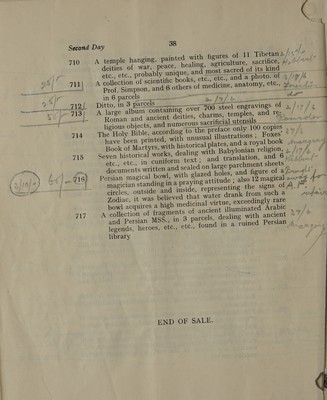 Second Day
38
710 A temple hanging, painted with figures of 11 Tibetan
deities of war, peace, healing, agriculture, sacrifice,
etc., etc., probably unique, and most sacred of its kind
711 A collection of scientific books, etc., etc., and a photo. of
Prof. Simpson, and 6 others of medicine, anatomy, etc.,
in 6 parcels
712 Ditto, in 3 parcels
713 A large album containing over 700 steel engravings of
Roman and ancient deities, charms, temples, and re-
ligious objects, and numerous sacrificial utensils
714 The Holy Bible, according to the preface only 100 copies
have been printed, with unusual illustrations; Foxes'
Book of Martyrs, with historical plates, and a royal book
715 Seven historical works, dealing with Babylonian religion,
etc., etc., in cuniform text; and translation, and 6
documents written and sealed on large parchment sheets
716 Persian magical bowl, with glazed holes, and figure of a
magician standing in a praying attitude; also 12 magical
circles, outside and inside, representing the signs of
Zodiac, it was believed that water drank from such a
bowl acquires a high medicinal virtue, exceedingly rare
717 A collection of fragments of ancient illuminated Arabic
and Persian MSS., in 3 parcels, dealing with ancient
legends, heroes, etc., etc., found in a ruined Persian
library
END OF SALE.